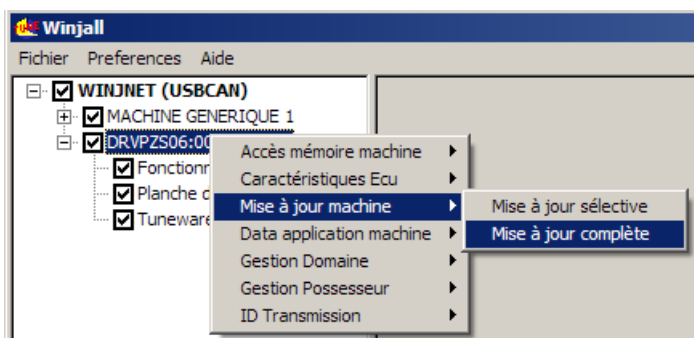 Winjall
Fichier Preferences Aide
WINJNET (USBCAN)
MACHINE GENERIQUE 1
DRVPZS06:00
Fonctionn
Planche d
Tuneware
Accès mémoire machine
Caractéristiques Ecu
Mise à jour machine
Data application machine
Gestion Domaine
Gestion Possesseur
ID Transmission
Mise à jour sélective
Mise à jour complète